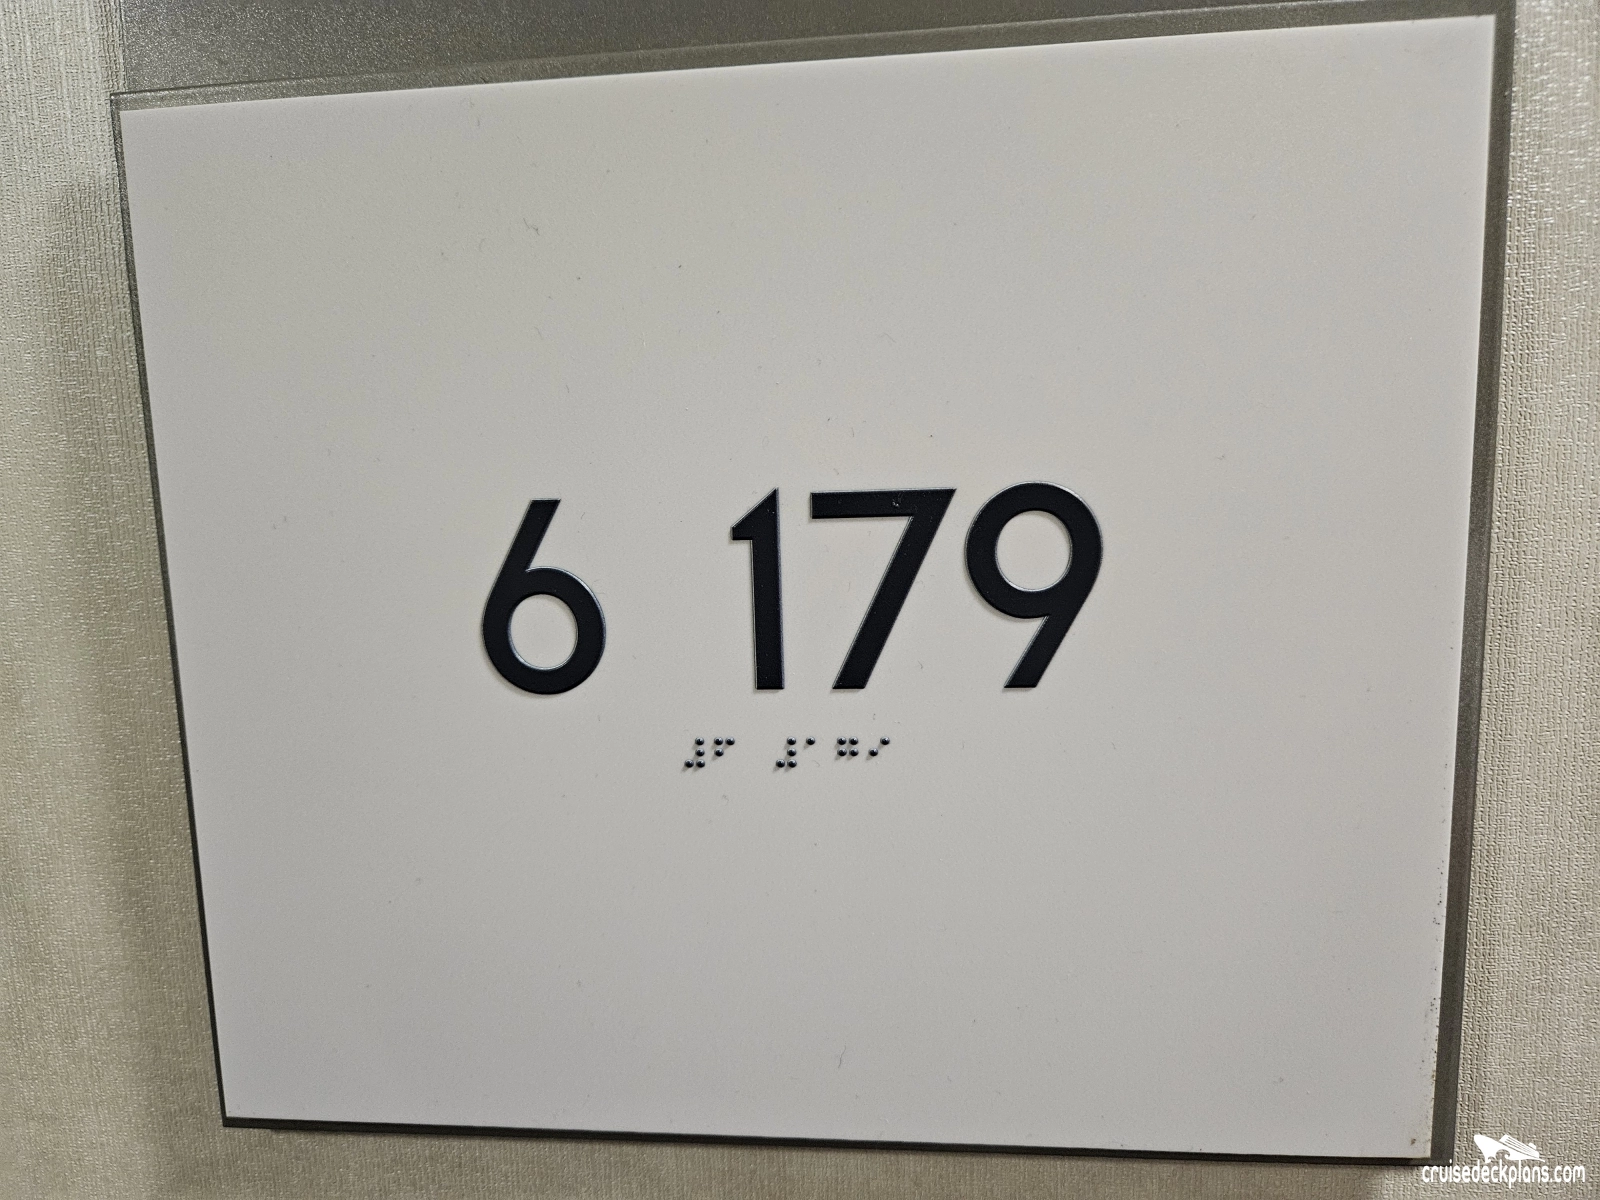 6 179
⠼⠋ ⠼⠁⠛⠊
cruisedeckplans.com